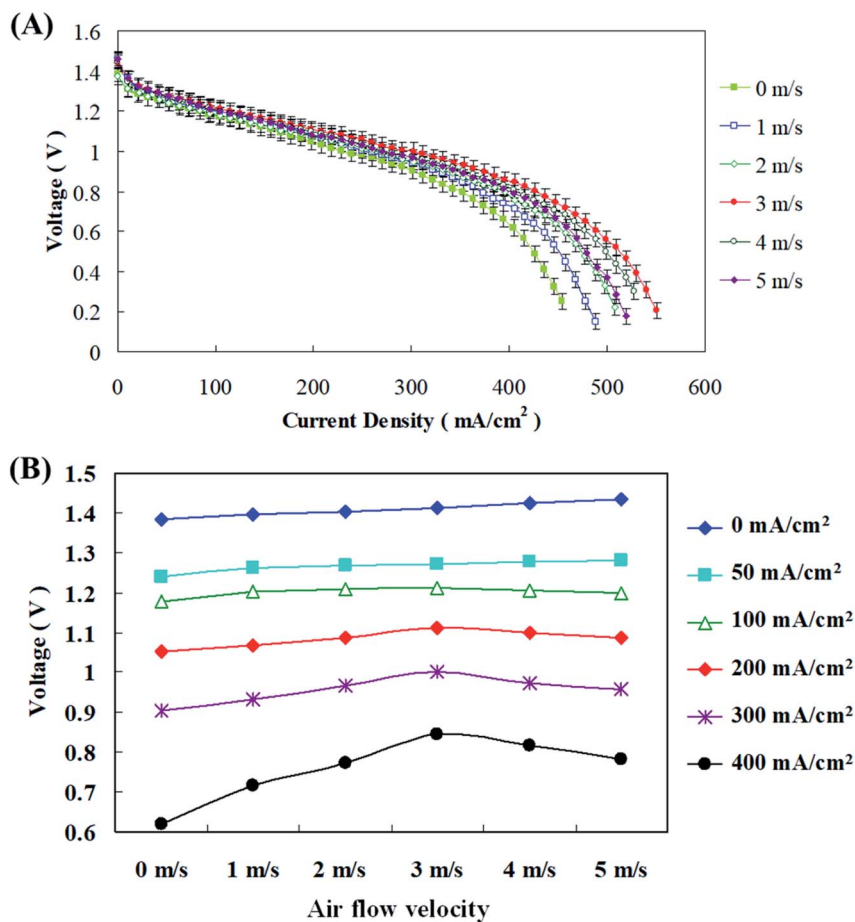 (A)
1.6
1.4
1.2
1
0.8
0.6
0.4
0.2
0
Voltage ( V )
0 100 200 300 400 500 600
Current Density ( mA/cm²  )
0 m/s
1 m/s
2 m/s
3 m/s
4 m/s
5 m/s
(B)
1.5
1.4
1.3
1.2
1.1
1
0.9
0.8
0.7
0.6
Voltage ( V )
0 m/s 1 m/s 2 m/s 3 m/s 4 m/s 5 m/s
Air flow velocity
0 mA/cm²
50 mA/cm²
100 mA/cm²
200 mA/cm²
300 mA/cm²
400 mA/cm²